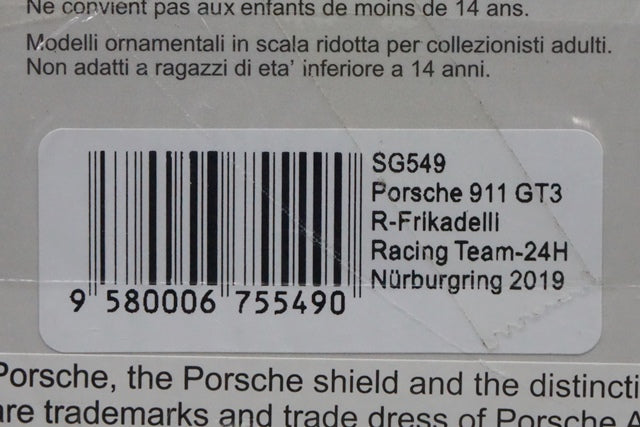 Ne convient pas aux enfants de moins de 14 ans.
Modelli ornamentali in scala ridotta per collezionisti adulti.
Non adatti a ragazzi di eta' inferiore a 14 anni.
SG549
Porsche 911 GT3
R-Frikadelli
Racing Team-24H
Nürburgring 2019
9 580006 755490
Porsche, the Porsche shield and the distincti
are trademarks and trade dress of Porsche A